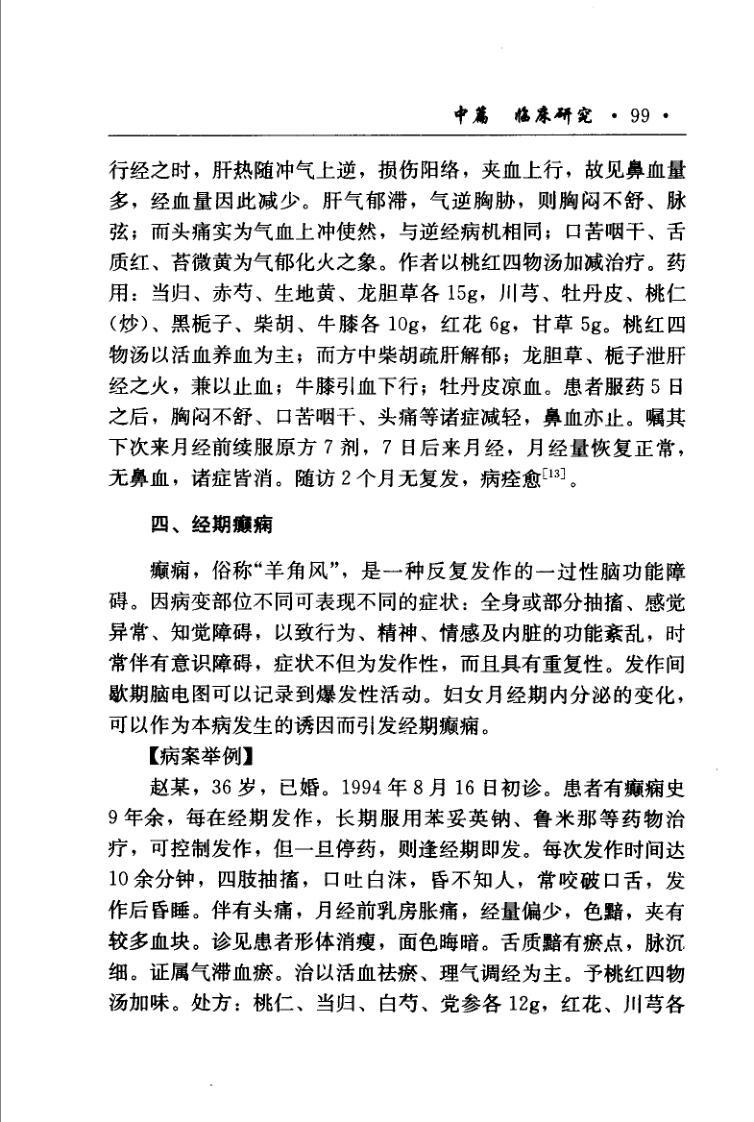 中篇 临床研究 · 99 ·
行经之时，肝热随冲气上逆，损伤阳络，夹血上行，故见鼻血量
多，经血量因此减少。肝气郁滞，气逆胸胁，则胸闷不舒、脉
弦；而头痛实为气血上冲使然，与逆经病机相同；口苦咽干、舌
质红、苔微黄为气郁化火之象。作者以桃红四物汤加减治疗。药
用：当归、赤芍、生地黄、龙胆草各 15g，川芎、牡丹皮、桃仁
（炒）、黑栀子、柴胡、牛膝各 10g，红花 6g，甘草 5g。桃红四
物汤以活血养血为主；而方中柴胡疏肝解郁；龙胆草、栀子泄肝
经之火，兼以止血；牛膝引血下行；牡丹皮凉血。患者服药 5 日
之后，胸闷不舒、口苦咽干、头痛等诸症减轻，鼻血亦止。嘱其
下次来月经前续服原方 7 剂，7 日后来月经，月经量恢复正常，
无鼻血，诸症皆消。随访 2 个月无复发，病痊愈[13]。
四、经期癫痫
癫痫，俗称“羊角风”，是一种反复发作的一过性脑功能障
碍。因病变部位不同可表现不同的症状：全身或部分抽搐、感觉
异常、知觉障碍，以致行为、精神、情感及内脏的功能紊乱，时
常伴有意识障碍，症状不但为发作性，而且具有重复性。发作间
歇期脑电图可以记录到爆发性活动。妇女月经期内分泌的变化，
可以作为本病发生的诱因而引发经期癫痫。
【病案举例】
赵某，36 岁，已婚。1994 年 8 月 16 日初诊。患者有癫痫史
9 年余，每在经期发作，长期服用苯妥英钠、鲁米那等药物治
疗，可控制发作，但一旦停药，则逢经期即发。每次发作时间达
10 余分钟，四肢抽搐，口吐白沫，昏不知人，常咬破口舌，发
作后昏睡。伴有头痛，月经前乳房胀痛，经量偏少，色黯，夹有
较多血块。诊见患者形体消瘦，面色晦暗。舌质黯有瘀点，脉沉
细。证属气滞血瘀。治以活血祛瘀、理气调经为主。予桃红四物
汤加味。处方：桃仁、当归、白芍、党参各 12g，红花、川芎各